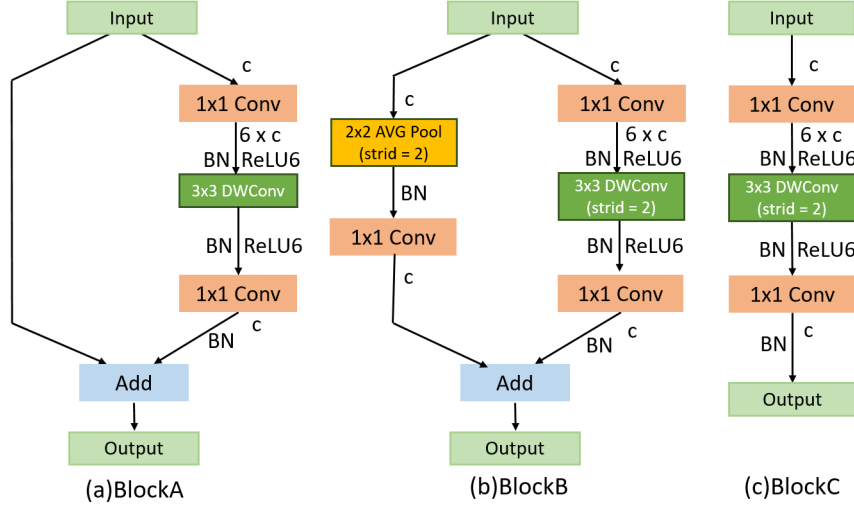 Input
c
1x1 Conv
6 x c
BN ReLU6
3x3 DWConv
BN ReLU6
1x1 Conv
c
BN
Add
Output
(a)BlockA
Input
c
2x2 AVG Pool
(strid = 2)
BN
1x1 Conv
c
c
1x1 Conv
6 x c
BN ReLU6
3x3 DWConv
(strid = 2)
BN ReLU6
1x1 Conv
c
BN
Add
Output
(b)BlockB
Input
c
1x1 Conv
6 x c
BN ReLU6
3x3 DWConv
(strid = 2)
BN ReLU6
1x1 Conv
BN c
Output
(c)BlockC